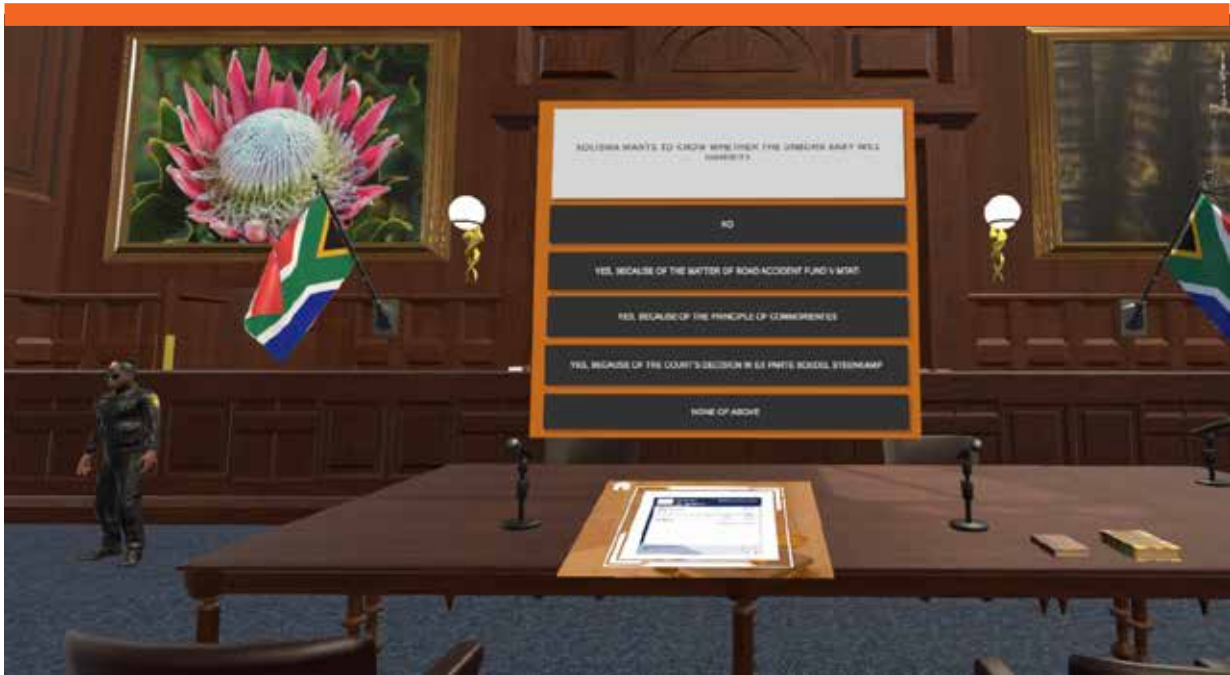 WANTS TO KNOW WHETHER THE UNBORN BABY WILL
INHERIT?
NO
YES, BECAUSE OF THE MATTER OF ROAD ACCIDENT FUND V MTATI
YES, BECAUSE OF THE PRINCIPLE OF COMMORIENTES
YES, BECAUSE OF THE COURT'S DECISION IN EX PARTE BOEDEL STEENKAMP
NONE OF ABOVE